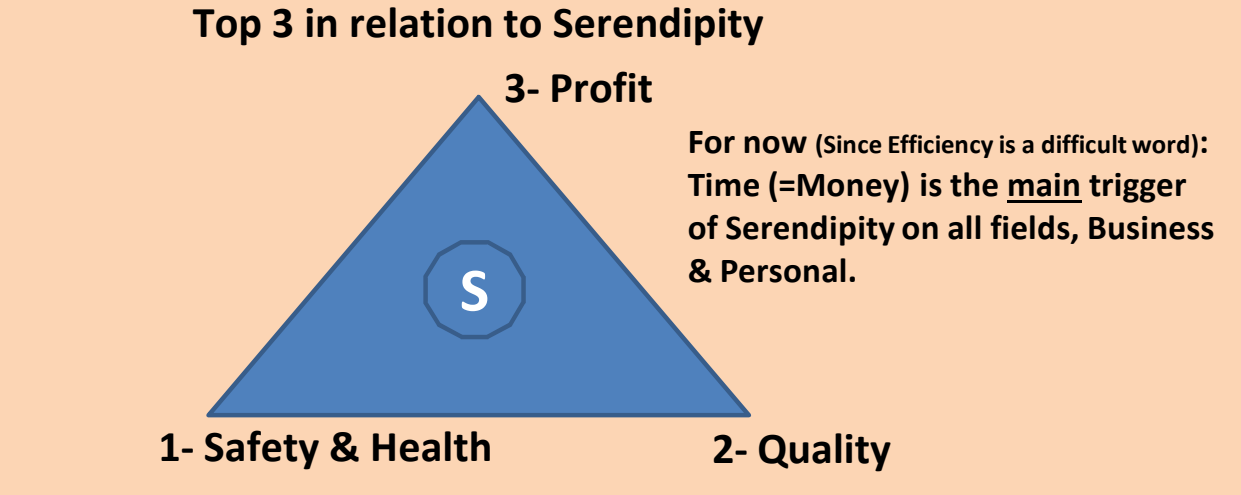 Top 3 in relation to Serendipity
3- Profit
For now (Since Efficiency is a difficult word):
Time (=Money) is the main trigger
of Serendipity on all fields, Business
& Personal.
S
1- Safety & Health
2- Quality